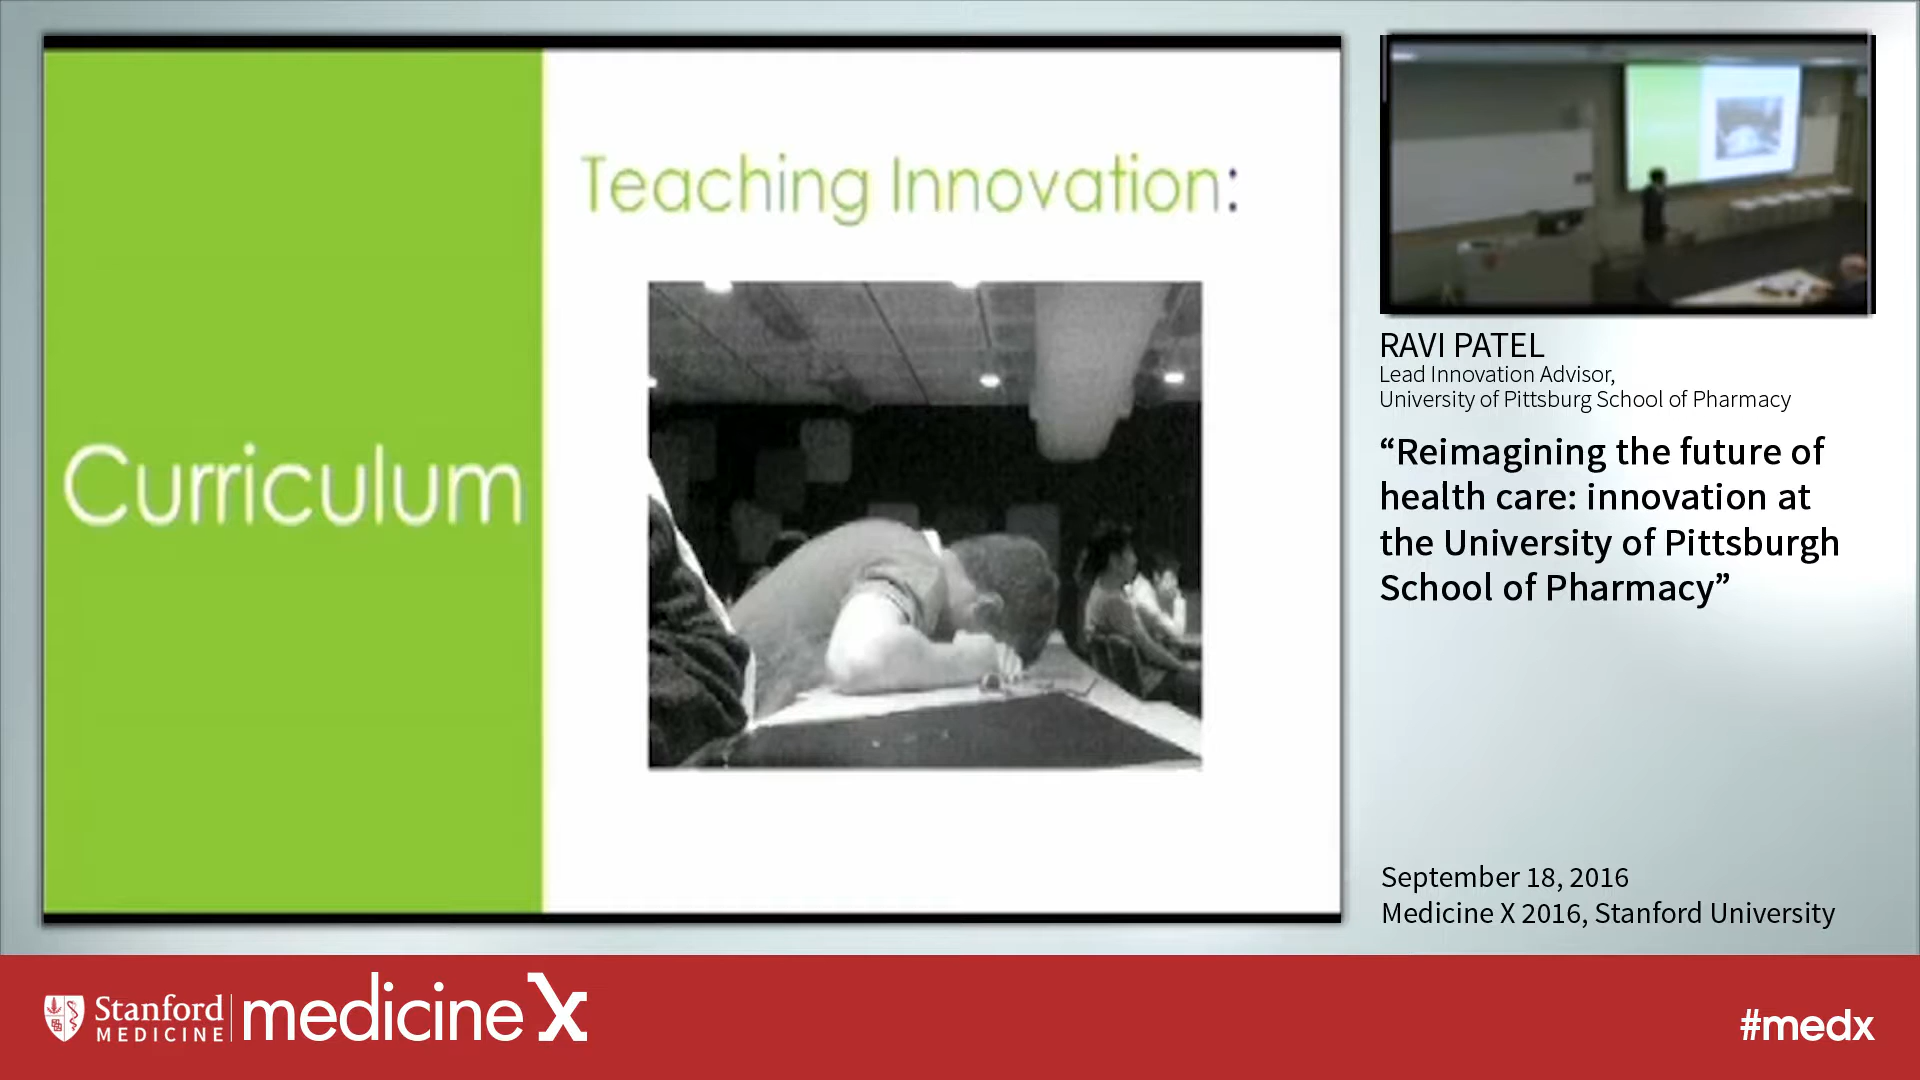 Curriculum
Teaching Innovation:
RAVI PATEL
Lead Innovation Advisor,
University of Pittsburg School of Pharmacy
“Reimagining the future of
health care: innovation at
the University of Pittsburgh
School of Pharmacy”
September 18, 2016
Medicine X 2016, Stanford University
Stanford
MEDICINE
medicine X
#medx